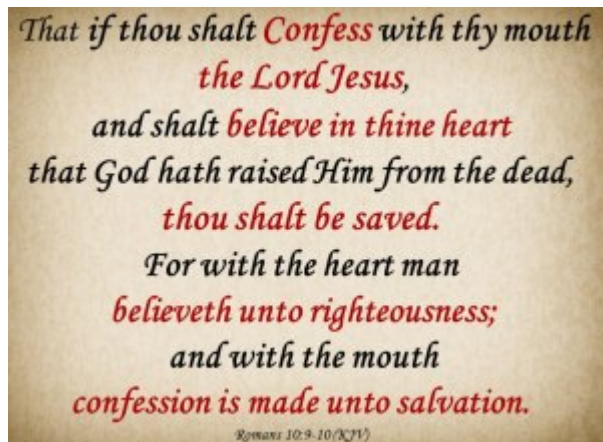 That if thou shalt Confess with thy mouth
the Lord Jesus,
and shalt believe in thine heart
that God hath raised Him from the dead,
thou shalt be saved.
For with the heart man
believeth unto righteousness;
and with the mouth
confession is made unto salvation.
Romans 10:9-10 (KJV)